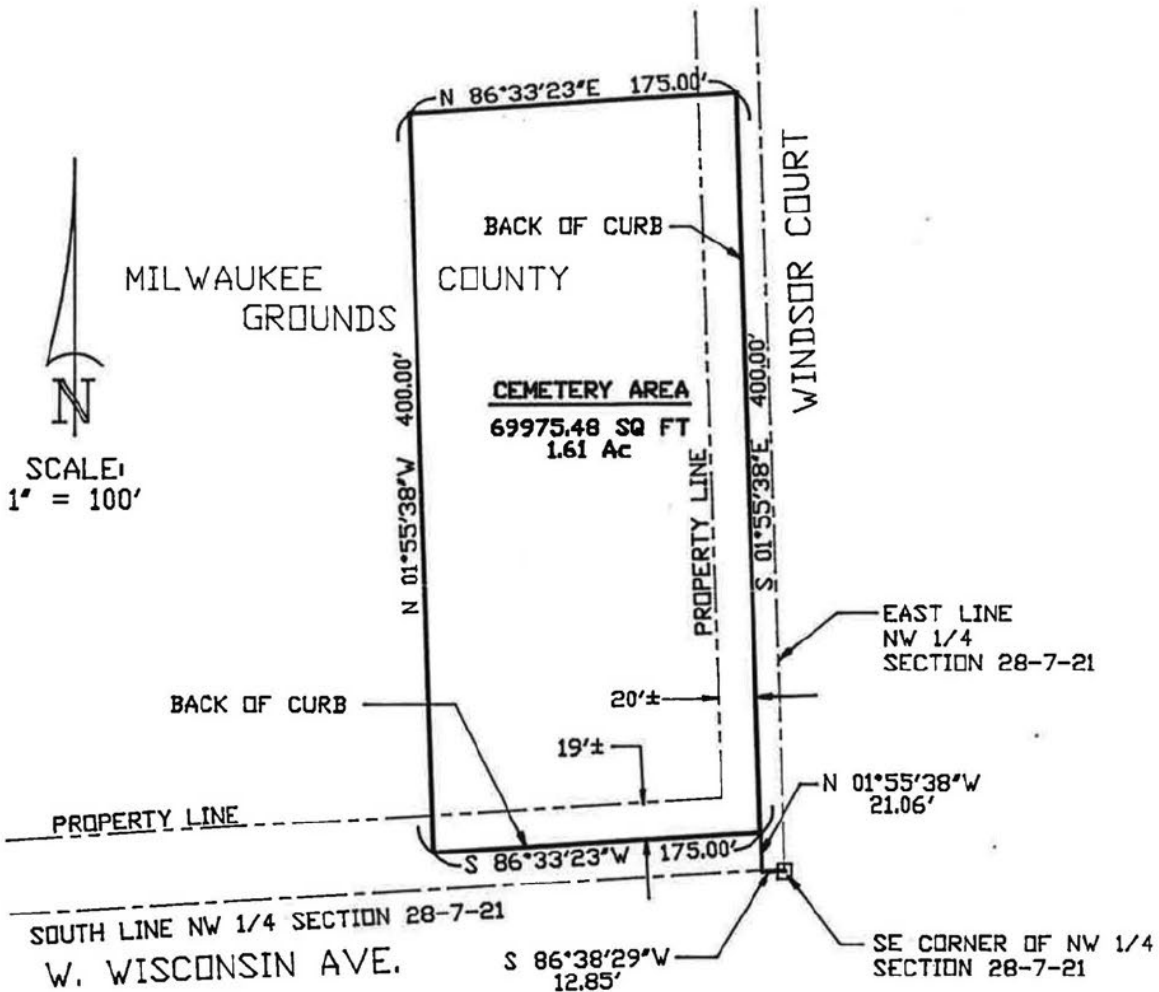 N 86°33'23"E 175.00'
BACK OF CURB
WINDSOR COURT
MILWAUKEE COUNTY
GROUNDS
N
SCALE:
1" = 100'
CEMETERY AREA
69975.48 SQ FT
1.61 Ac
N 01°55'38"W 400.00'
PROPERTY LINE
S 01°55'38"E 400.00'
EAST LINE
NW 1/4
SECTION 28-7-21
20'±
BACK OF CURB
19'±
N 01°55'38"W
21.06'
PROPERTY LINE
S 86°33'23"W 175.00'
SOUTH LINE NW 1/4 SECTION 28-7-21
W. WISCONSIN AVE.
S 86°38'29"W
12.85'
SE CORNER OF NW 1/4
SECTION 28-7-21